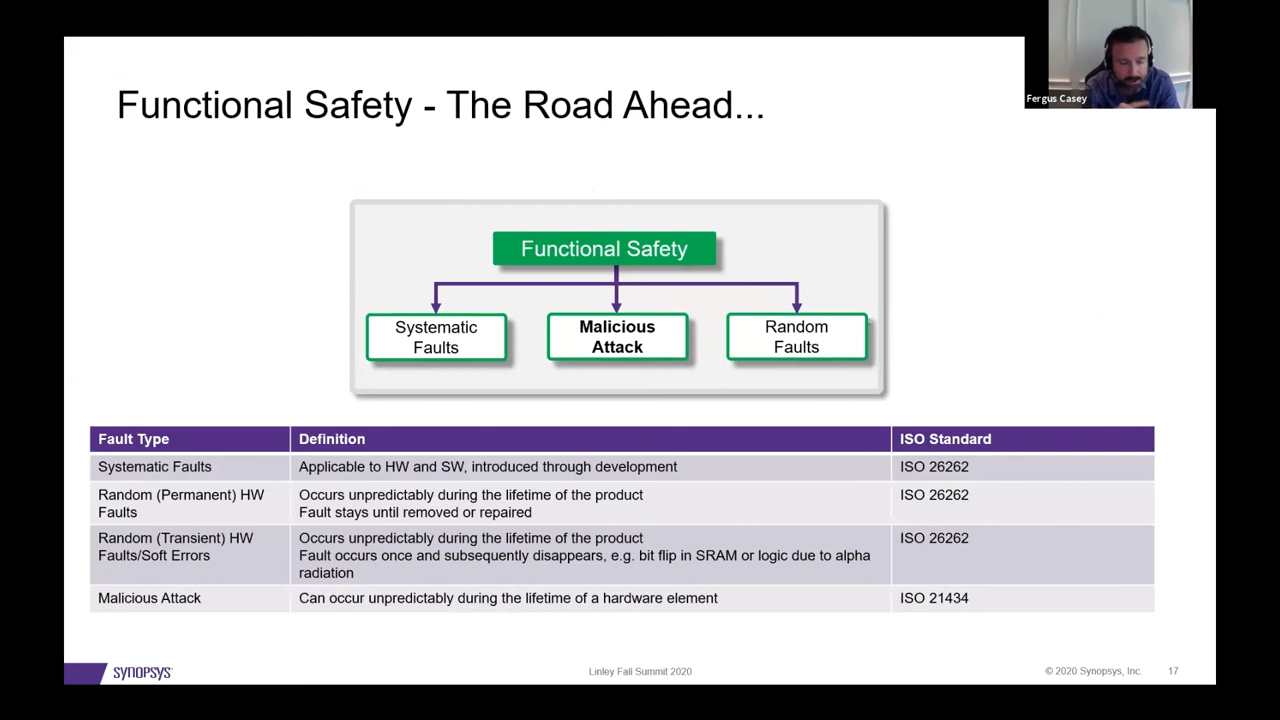 Fergus Casey
Functional Safety - The Road Ahead...
Functional Safety
Systematic
Faults
Malicious
Attack
Random
Faults
Fault Type Definition ISO Standard
Systematic Faults Applicable to HW and SW, introduced through development ISO 26262
Random (Permanent) HW Occurs unpredictably during the lifetime of the product ISO 26262
Faults Fault stays until removed or repaired
Random (Transient) HW Occurs unpredictably during the lifetime of the product ISO 26262
Faults/Soft Errors Fault occurs once and subsequently disappears, e.g. bit flip in SRAM or logic due to alpha
radiation
Malicious Attack Can occur unpredictably during the lifetime of a hardware element ISO 21434
SYNOPSYS Linley Fall Summit 2020 © 2020 Synopsys, Inc. 17